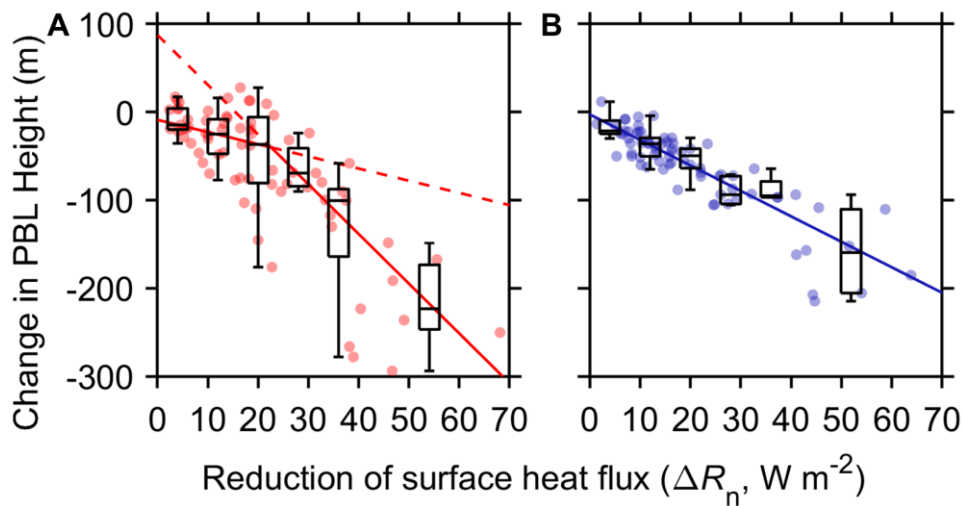 A
B
Change in PBL Height (m)
100
0
-100
-200
-300
0 10 20 30 40 50 60 70
0 10 20 30 40 50 60 70
Reduction of surface heat flux (ΔRn, W m-2)